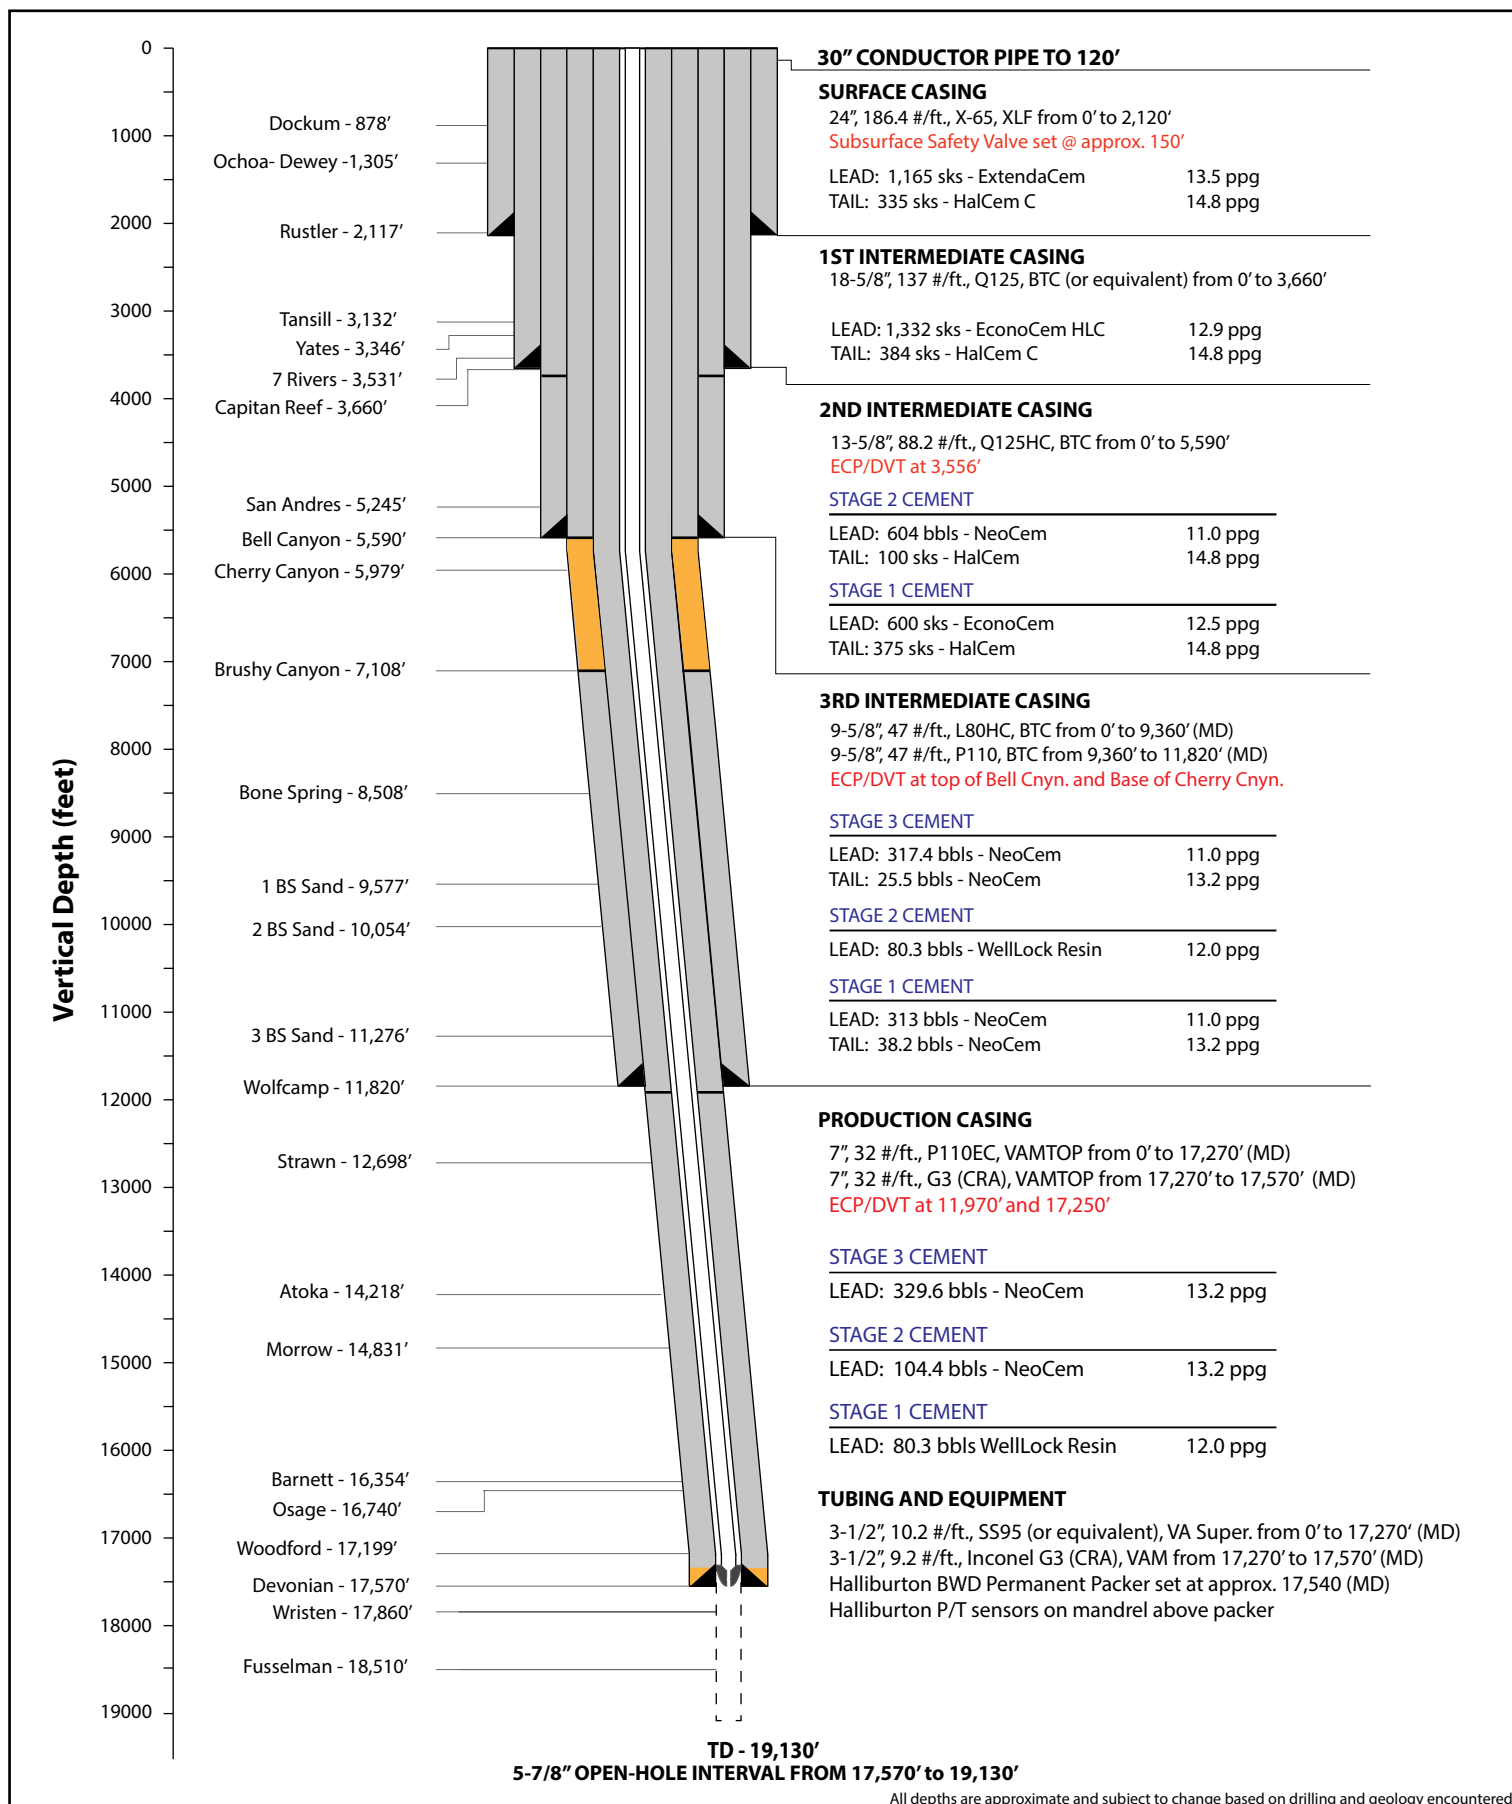 0
1000
2000
3000
4000
5000
6000
7000
8000
9000
10000
11000
12000
13000
14000
15000
16000
17000
18000
19000
Vertical Depth (feet)
Dockum - 878’
Ochoa- Dewey -1,305’
Rustler - 2,117’
Tansill - 3,132’
Yates - 3,346’
7 Rivers - 3,531’
Capitan Reef - 3,660’
San Andres - 5,245’
Bell Canyon - 5,590’
Cherry Canyon - 5,979’
Brushy Canyon - 7,108’
Bone Spring - 8,508’
1 BS Sand - 9,577’
2 BS Sand - 10,054’
3 BS Sand - 11,276’
Wolfcamp - 11,820’
Strawn - 12,698’
Atoka - 14,218’
Morrow - 14,831’
Barnett - 16,354’
Osage - 16,740’
Woodford - 17,199’
Devonian - 17,570’
Wristen - 17,860’
Fusselman - 18,510’
30” CONDUCTOR PIPE TO 120’
SURFACE CASING
24”, 186.4 #/ft., X-65, XLF from 0’ to 2,120‘
Subsurface Safety Valve set @ approx. 150’
LEAD: 1,165 sks - ExtendaCem 13.5 ppg
TAIL: 335 sks - HalCem C 14.8 ppg
1ST INTERMEDIATE CASING
18-5/8”, 137 #/ft., Q125, BTC (or equivalent) from 0’ to 3,660’
LEAD: 1,332 sks - EconoCem HLC 12.9 ppg
TAIL: 384 sks - HalCem C 14.8 ppg
2ND INTERMEDIATE CASING
13-5/8”, 88.2 #/ft., Q125HC, BTC from 0’ to 5,590’
ECP/DVT at 3,556’
STAGE 2 CEMENT
LEAD: 604 bbls - NeoCem 11.0 ppg
TAIL: 100 sks - HalCem 14.8 ppg
STAGE 1 CEMENT
LEAD: 600 sks - EconoCem 12.5 ppg
TAIL: 375 sks - HalCem 14.8 ppg
3RD INTERMEDIATE CASING
9-5/8”, 47 #/ft., L80HC, BTC from 0’ to 9,360’ (MD)
9-5/8”, 47 #/ft., P110, BTC from 9,360’ to 11,820‘ (MD)
ECP/DVT at top of Bell Cnyn. and Base of Cherry Cnyn.
STAGE 3 CEMENT
LEAD: 317.4 bbls - NeoCem 11.0 ppg
TAIL: 25.5 bbls - NeoCem 13.2 ppg
STAGE 2 CEMENT
LEAD: 80.3 bbls - WellLock Resin 12.0 ppg
STAGE 1 CEMENT
LEAD: 313 bbls - NeoCem 11.0 ppg
TAIL: 38.2 bbls - NeoCem 13.2 ppg
PRODUCTION CASING
7”, 32 #/ft., P110EC, VAMTOP from 0’ to 17,270’ (MD)
7”, 32 #/ft., G3 (CRA), VAMTOP from 17,270’ to 17,570’ (MD)
ECP/DVT at 11,970’ and 17,250’
STAGE 3 CEMENT
LEAD: 329.6 bbls - NeoCem 13.2 ppg
STAGE 2 CEMENT
LEAD: 104.4 bbls - NeoCem 13.2 ppg
STAGE 1 CEMENT
LEAD: 80.3 bbls WellLock Resin 12.0 ppg
TUBING AND EQUIPMENT
3-1/2”, 10.2 #/ft., SS95 (or equivalent), VA Super. from 0’ to 17,270‘ (MD)
3-1/2”, 9.2 #/ft., Inconel G3 (CRA), VAM from 17,270’ to 17,570’ (MD)
Halliburton BWD Permanent Packer set at approx. 17,540 (MD)
Halliburton P/T sensors on mandrel above packer
TD - 19,130’
5-7/8” OPEN-HOLE INTERVAL FROM 17,570’ to 19,130’
All depths are approximate and subject to change based on drilling and geology encountered